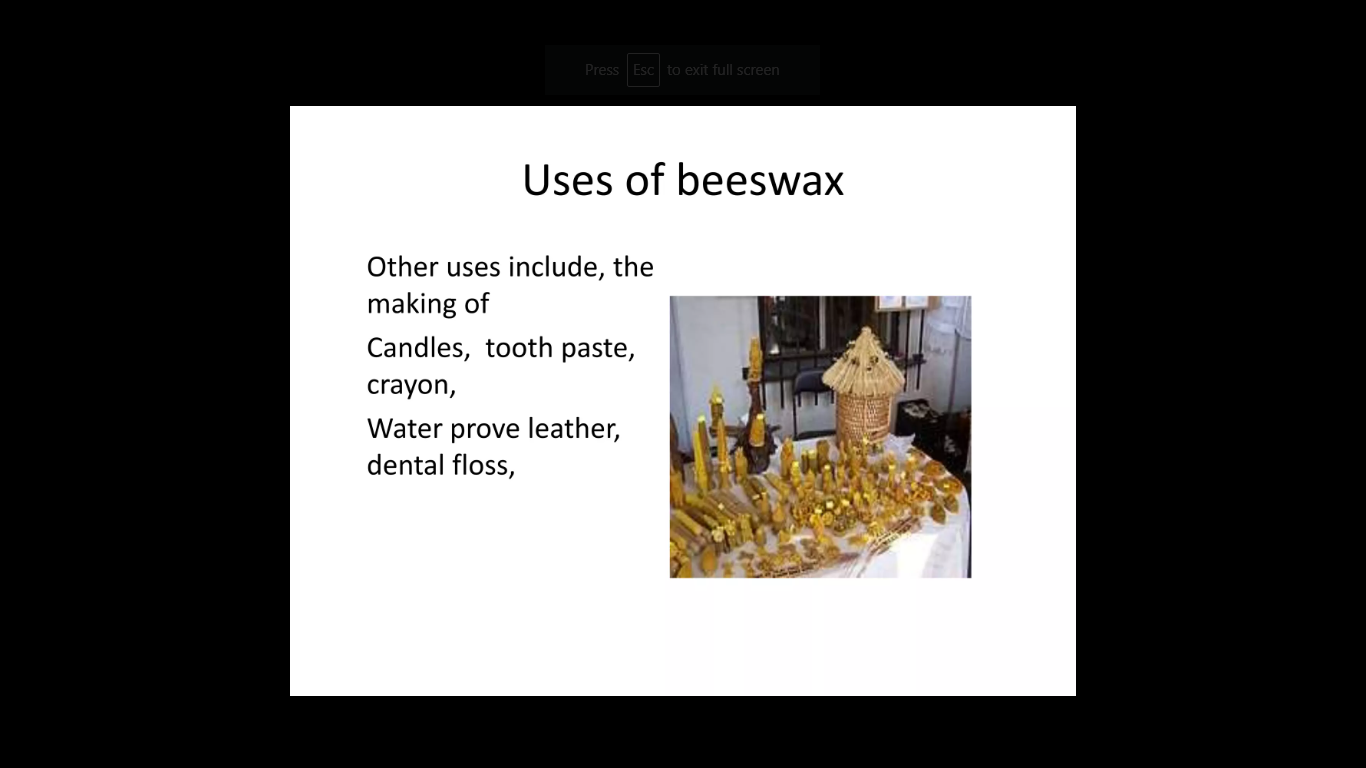 Press Esc to exit full screen
Uses of beeswax
Other uses include, the
making of
Candles,  tooth paste,
crayon,
Water prove leather,
dental floss,